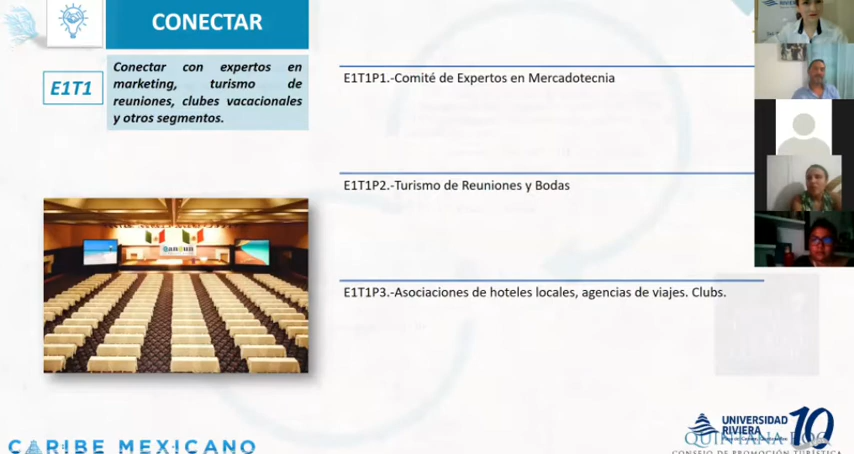 CONECTAR
E1T1
Conectar con expertos en
marketing, turismo de
reuniones, clubes vacacionales
y otros segmentos.
E1T1P1.-Comité de Expertos en Mercadotecnia
E1T1P2.-Turismo de Reuniones y Bodas
E1T1P3.-Asociaciones de hoteles locales, agencias de viajes. Clubs.
cancun
CARIBE MEXICANO
UNIVERSIDAD
RIVIERA
10
QUINTANA ROO
CONSEJO DE PROMOCIÓN TURÍSTICA